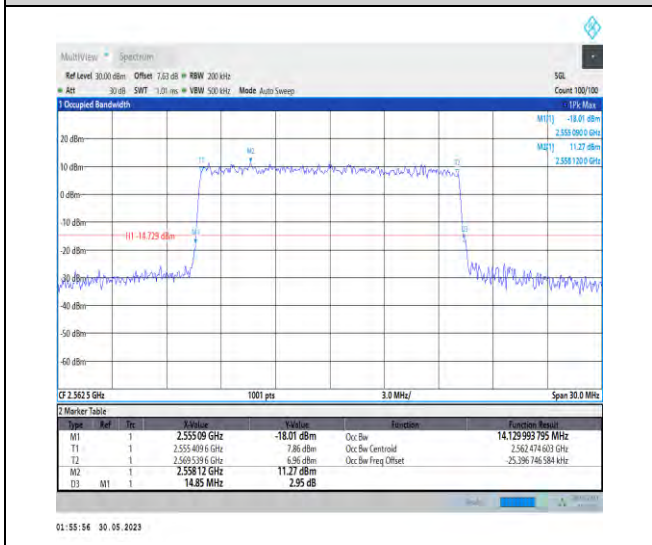 MultiView Spectrum
Ref Level 30.00 dBm Offset 7.63 dB RBW 200 kHz SGL
Att 30 dB SWT 1.01 ms VBW 500 kHz Mode Auto Sweep Count 100/100
1 Occupied Bandwidth 1Pk Max
M1[1] -18.01 dBm
2.555 090 0 GHz
M2[1] 11.27 dBm
2.558 120 0 GHz
20 dBm
M2
T1 T2
10 dBm
0 dBm
-10 dBm
H1 -14.729 dBm M1 D3
-20 dBm
-30 dBm
-40 dBm
-50 dBm
-60 dBm
CF 2.562 5 GHz 1001 pts 3.0 MHz/ Span 30.0 MHz
2 Marker Table
Type Ref Trc X-Value Y-Value Function Function Result
M1 1 2.555 09 GHz -18.01 dBm Occ Bw 14.129 993 795 MHz
T1 1 2.555 409 6 GHz 7.86 dBm Occ Bw Centroid 2.562 474 603 GHz
T2 1 2.569 539 6 GHz 6.96 dBm Occ Bw Freq Offset -25.396 746 584 kHz
M2 1 2.558 12 GHz 11.27 dBm
D3 M1 1 14.85 MHz 2.95 dB
01:55:56 30.05.2023